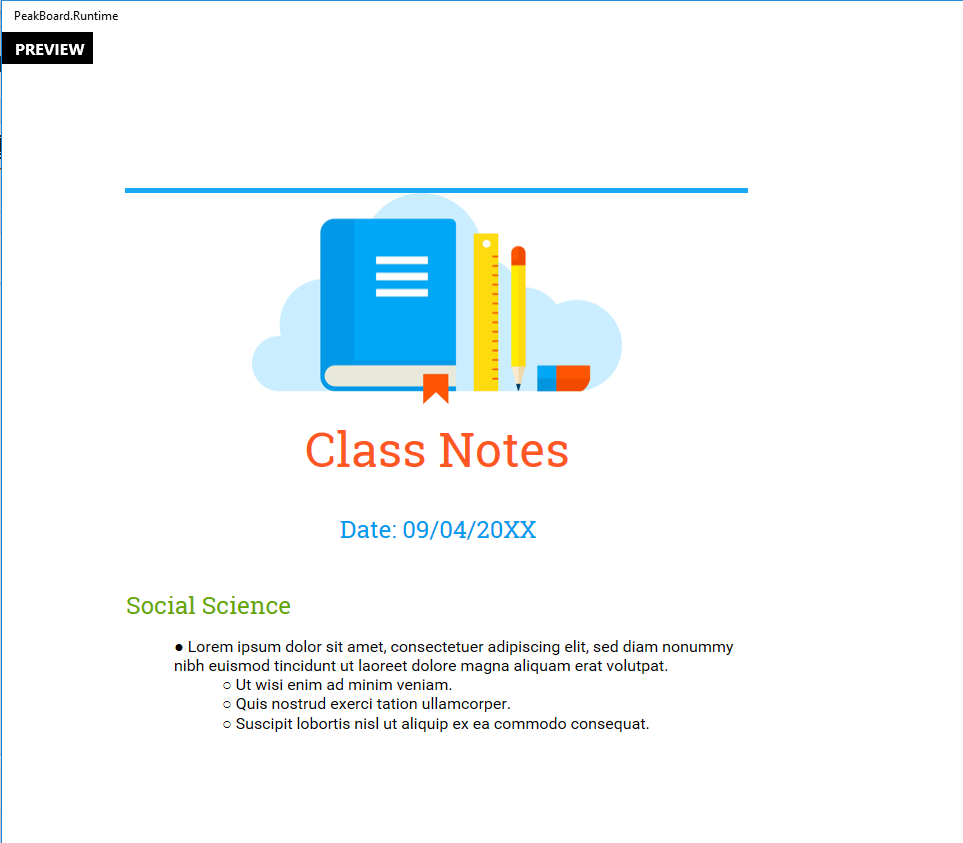 PeakBoard.Runtime
PREVIEW
Class Notes
Date: 09/04/20XX
Social Science
● Lorem ipsum dolor sit amet, consectetuer adipiscing elit, sed diam nonummy
nibh euismod tincidunt ut laoreet dolore magna aliquam erat volutpat.
○ Ut wisi enim ad minim veniam.
○ Quis nostrud exerci tation ullamcorper.
○ Suscipit lobortis nisl ut aliquip ex ea commodo consequat.